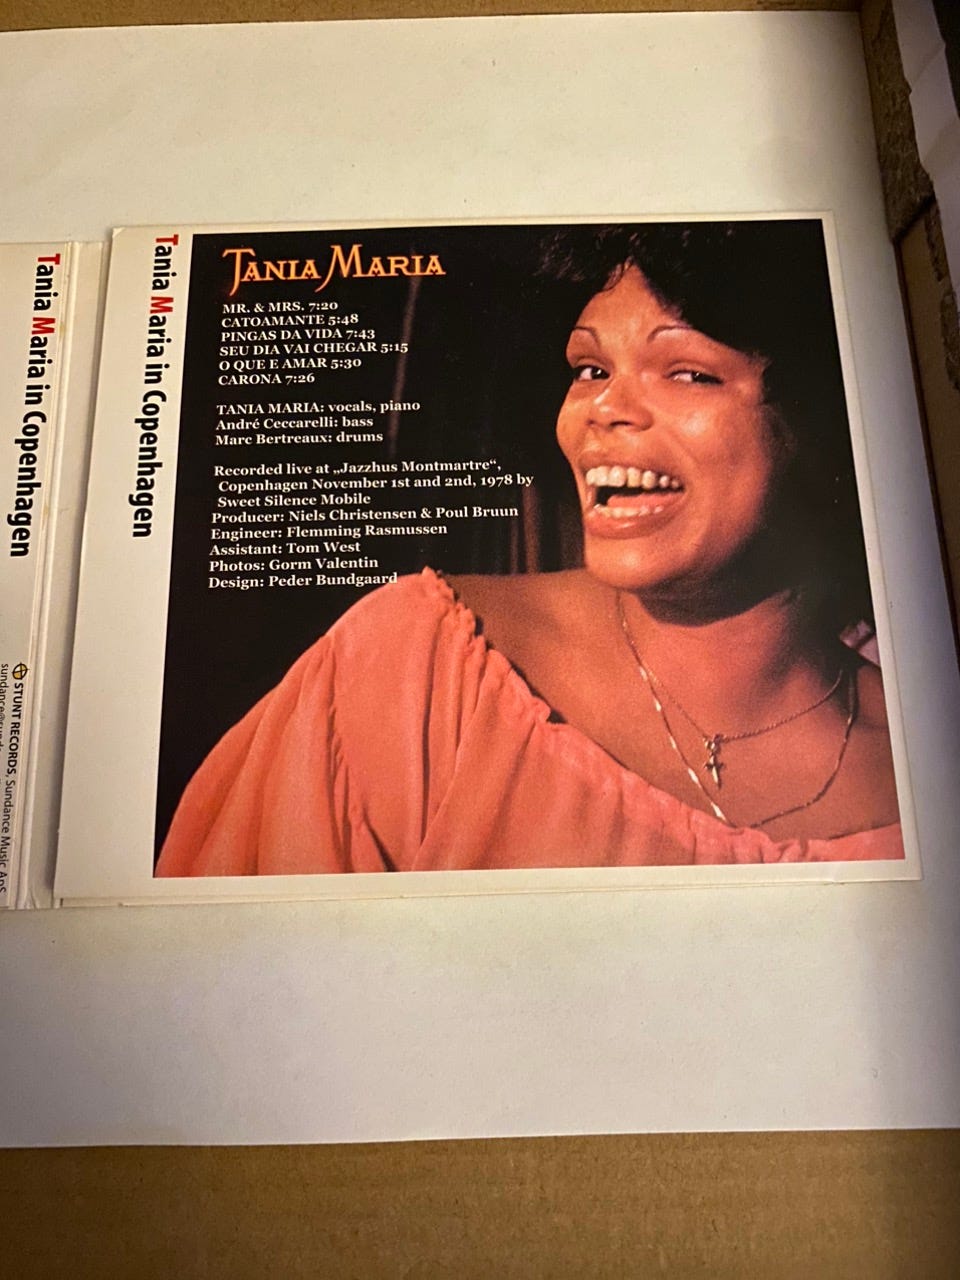 Tania Maria in Copenhagen
STUNT RECORDS, Sundance Music ApS
Tania Maria in Copenhagen
TANIA MARIA
MR. & MRS. 7:20
CATOAMANTE 5:48
PINGAS DA VIDA 7:43
SEU DIA VAI CHEGAR 5:15
O QUE E AMAR 5:30
CARONA 7:26
TANIA MARIA: vocals, piano
André Ceccarelli: bass
Marc Bertreaux: drums
Recorded live at „Jazzhus Montmartre“,
Copenhagen November 1st and 2nd, 1978 by
Sweet Silence Mobile
Producer: Niels Christensen & Poul Bruun
Engineer: Flemming Rasmussen
Assistant: Tom West
Photos: Gorm Valentin
Design: Peder Bundgaard